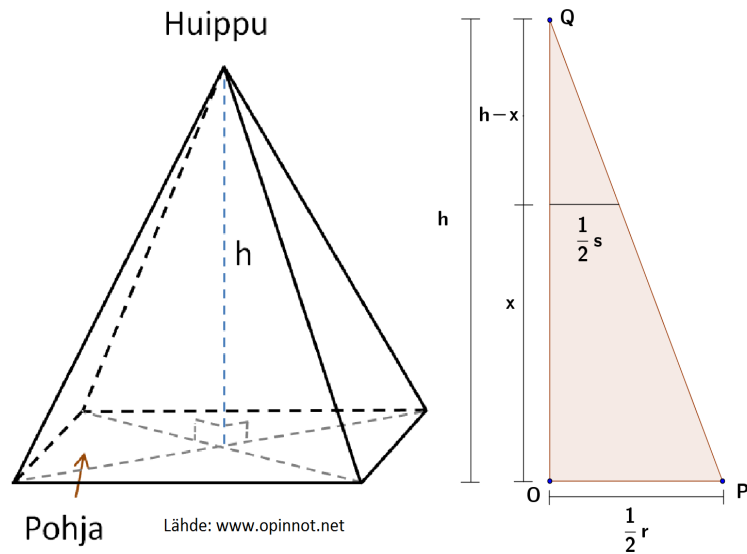 Huippu
h
Pohja
Lähde: www.opinnot.net
Q
h−x
h
1/2 s
x
O
P
1/2 r